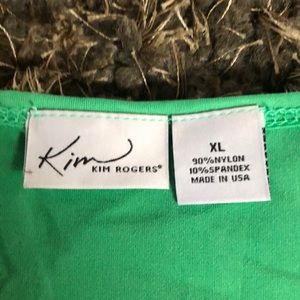 Kim
KIM ROGERS®
XL
90%NYLON
10%SPANDEX
MADE IN USA